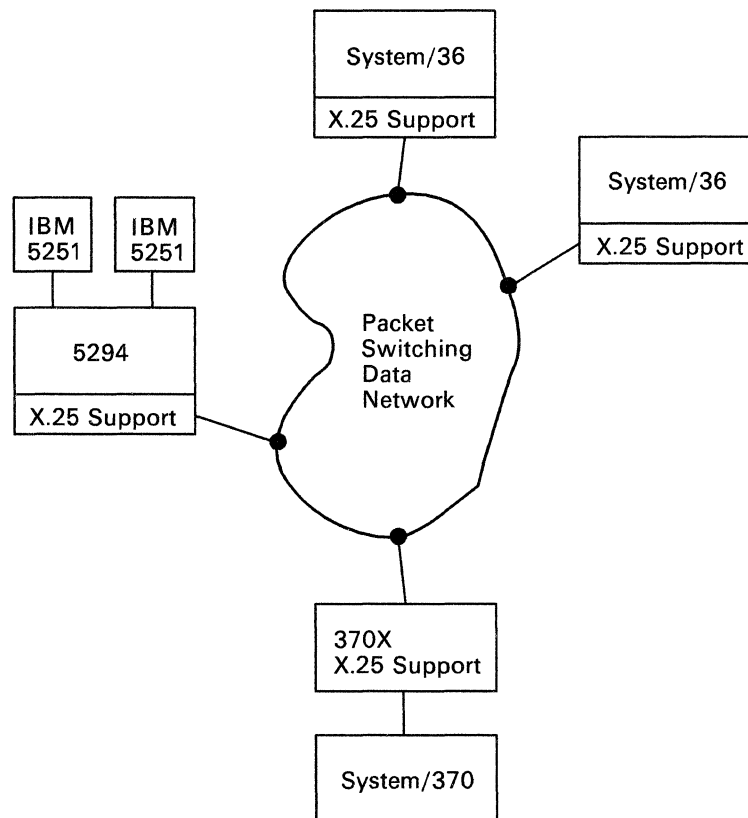 System/36
X.25 Support
System/36
X.25 Support
IBM
5251
IBM
5251
5294
X.25 Support
Packet
Switching
Data
Network
370X
X.25 Support
System/370